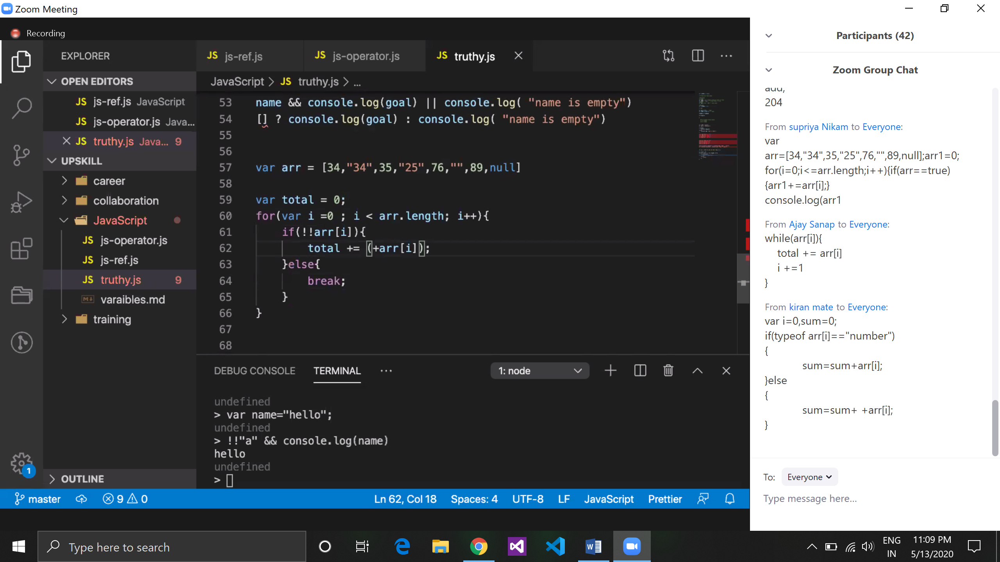 Zoom Meeting
Recording
EXPLORER
OPEN EDITORS
JS js-ref.js JavaScript
JS js-operator.js Java...
JS truthy.js Java... 9
UPSKILL
career
collaboration
JavaScript
JS js-operator.js
JS js-ref.js
JS truthy.js 9
varaibles.md
training
OUTLINE
JS js-ref.js
JS js-operator.js
JS truthy.js
JavaScript > JS truthy.js > ...
53 name && console.log(goal) || console.log( "name is empty")
54 [] ? console.log(goal) : console.log( "name is empty")
55
56
57 var arr = [34,"34",35,"25",76,"",89,null]
58
59 var total = 0;
60 for(var i =0 ; i < arr.length; i++){
61 if(!!arr[i]){
62 total += (+arr[i]);
63 }else{
64 break;
65 }
66 }
67
68
DEBUG CONSOLE TERMINAL ... 1: node
undefined
> var name="hello";
undefined
> !!"a" && console.log(name)
hello
undefined
>
master 9 0 Ln 62, Col 18 Spaces: 4 UTF-8 LF JavaScript Prettier
Participants (42)
Zoom Group Chat
add,
204
From supriya Nikam to Everyone:
var
arr=[34,"34",35,"25",76,"",89,null];arr1=0;
for(i=0;i<=arr.length;i++){if(arr==true)
{arr1+=arr[i];}
console.log(arr1
From Ajay Sanap to Everyone:
while(arr[i]){
total += arr[i]
i +=1
}
From kiran mate to Everyone:
var i=0,sum=0;
if(typeof arr[i]=="number")
{
sum=sum+arr[i];
}else
{
sum=sum+ +arr[i];
}
To: Everyone
Type message here...
1
Type here to search
ENG
IN
11:09 PM
5/13/2020